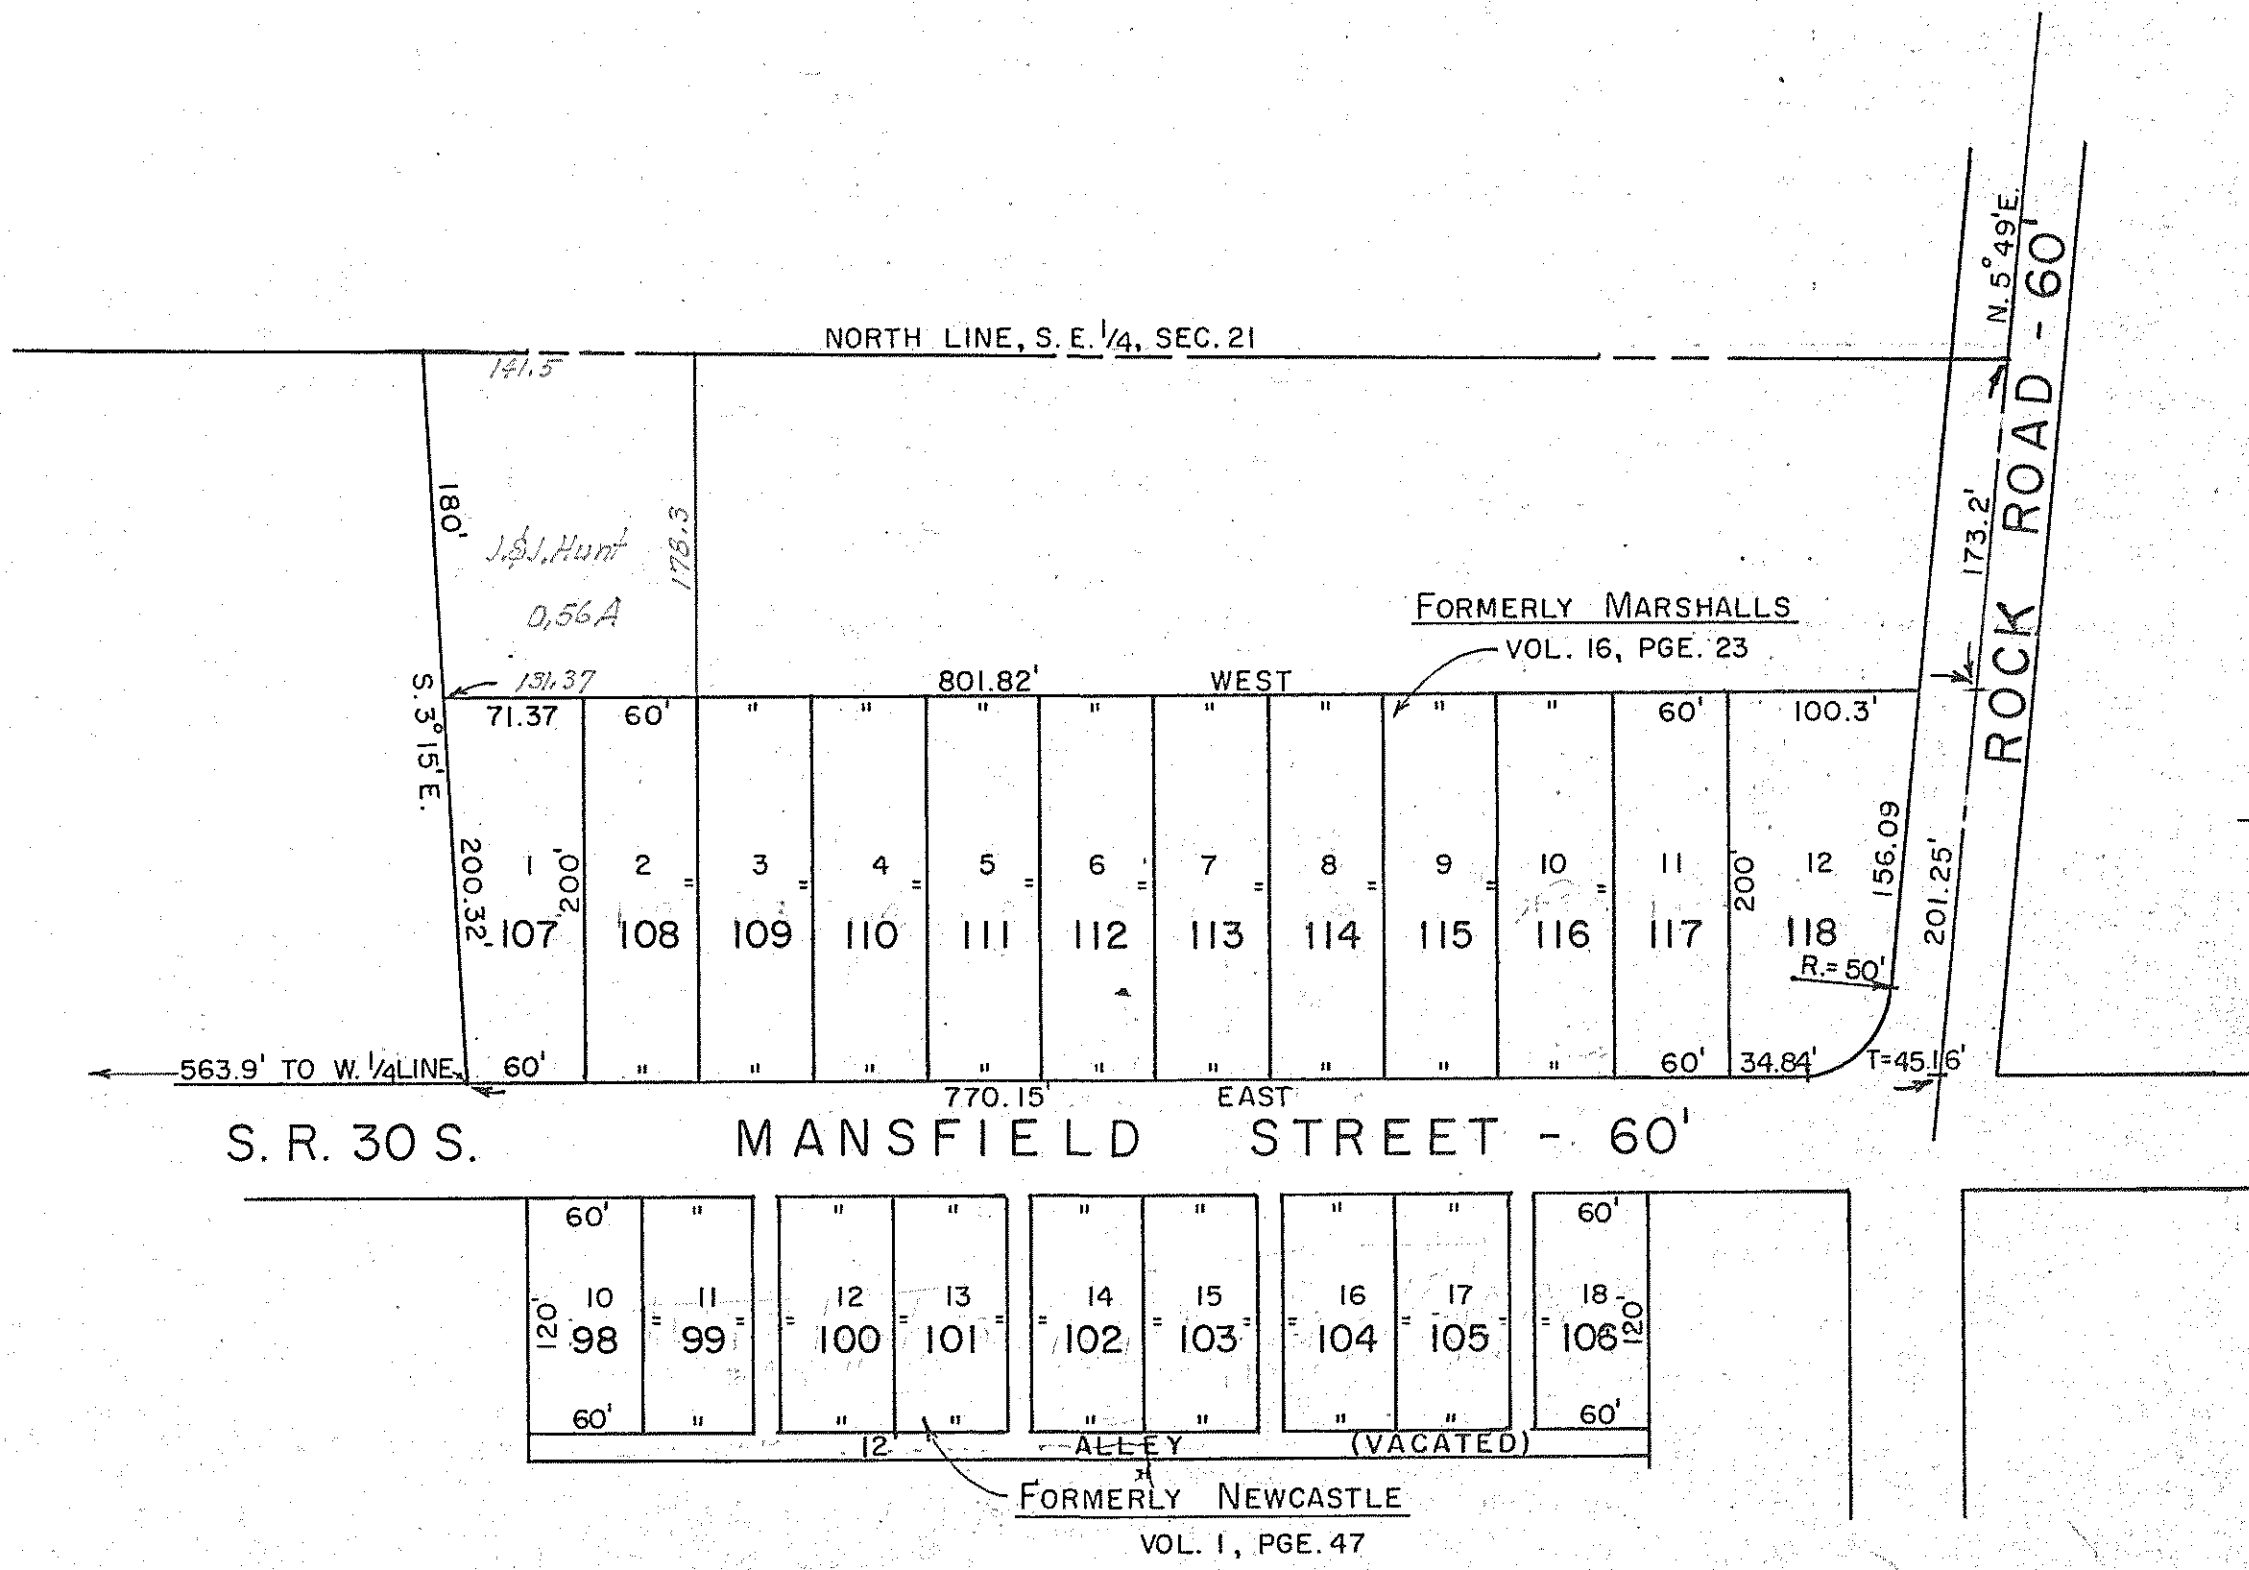 N. 5° 49' E.
ROCK ROAD - 60'
NORTH LINE, S. E. 1/4, SEC. 21
141.5
180'
J.&J. Hunt
0.56 A
178.3
173.2'
FORMERLY MARSHALLS
VOL. 16, PGE. 23
S. 3° 15' E.
131.37
801.82'
WEST
71.37 60' " " " " " " " " 60' 100.3'
200.32'
200'
200'
156.09
201.25'
1 2 3 4 5 6 7 8 9 10 11 12
= = = = = = = = =
107 108 109 110 111 112 113 114 115 116 117 118
R.= 50'
563.9' TO W. 1/4 LINE
60' " " " " " " " " " 60' 34.84' T=45.16'
770.15'
EAST
S. R. 30 S. MANSFIELD STREET - 60'
60' " " " " " " " 60'
120'
10 11 12 13 14 15 16 17 18
= = = = = = = = = = = = =
98 99 100 101 102 103 104 105 106
120'
60' " " " " " " " 60'
12' ALLEY (VACATED)
FORMERLY NEWCASTLE
VOL. 1, PGE. 47